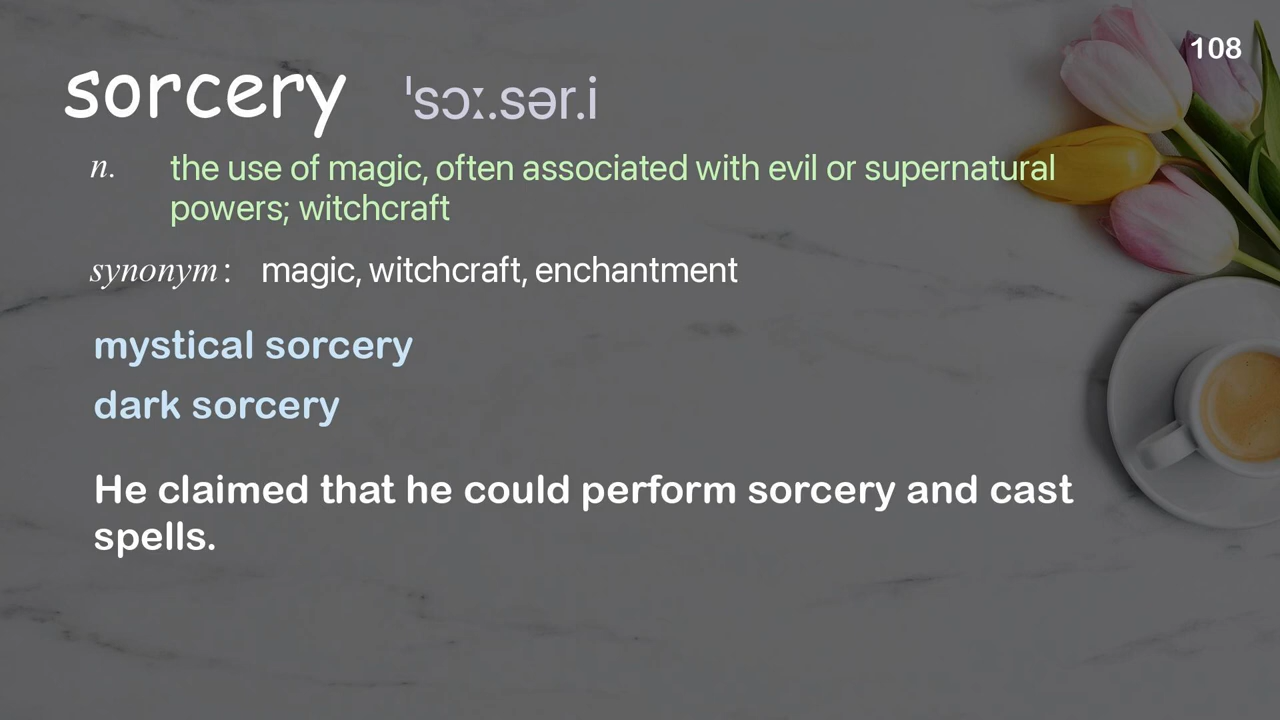 108
sorcery ˈsɔː.sər.i
n. the use of magic, often associated with evil or supernatural
powers; witchcraft
synonym: magic, witchcraft, enchantment
mystical sorcery
dark sorcery
He claimed that he could perform sorcery and cast
spells.